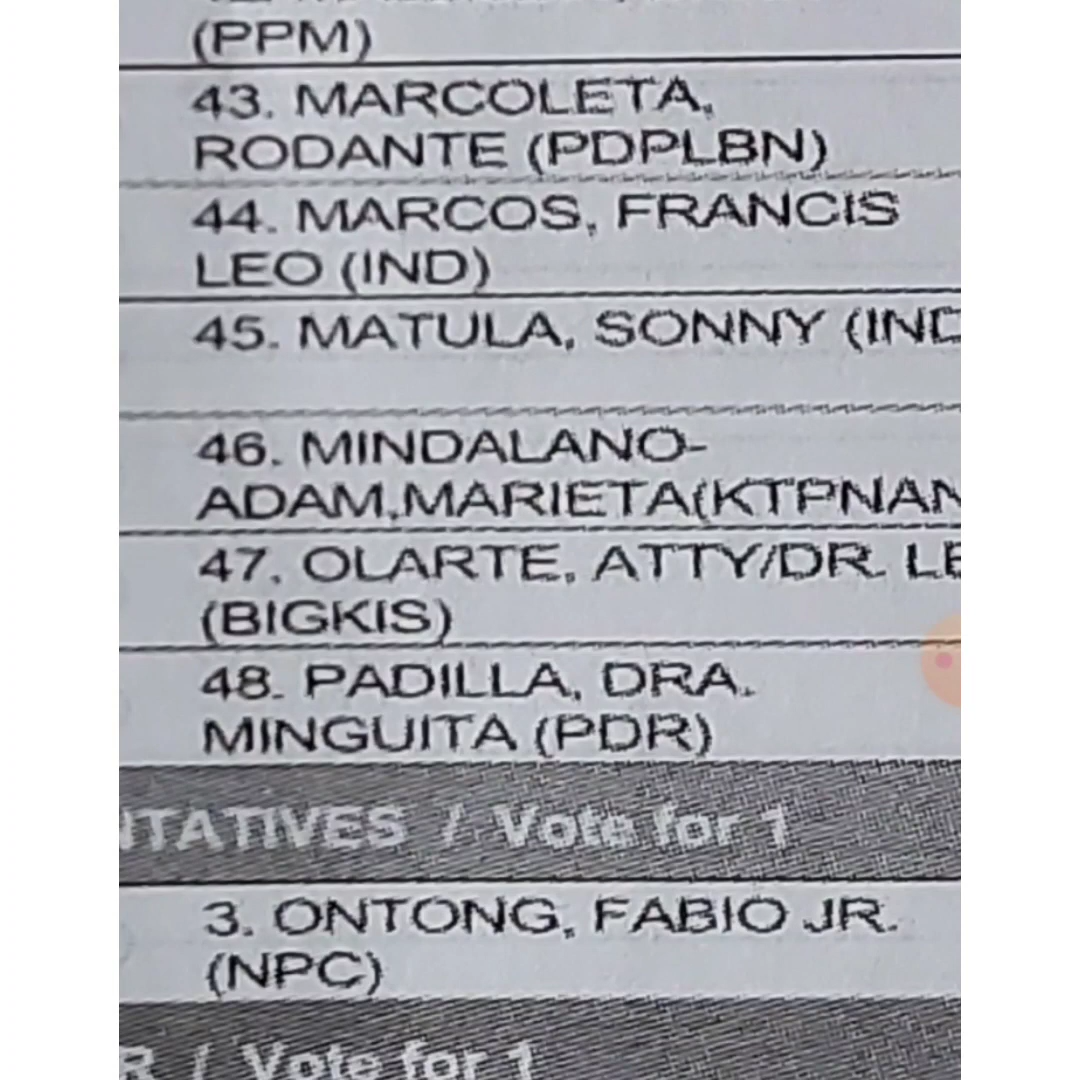 (PPM)
43. MARCOLETA,
RODANTE (PDPLBN)
44. MARCOS, FRANCIS
LEO (IND)
45. MATULA, SONNY
46. MINDALANO-
ADAM,MARIETA(KTPNAN
47. OLARTE, ATTY/DR.
(BIGKIS)
48. PADILLA, DRA.
MINGUITA (PDR)
/ Vote for 1
3. ONTONG, FABIO JR.
(NPC)
/ Vote for 1